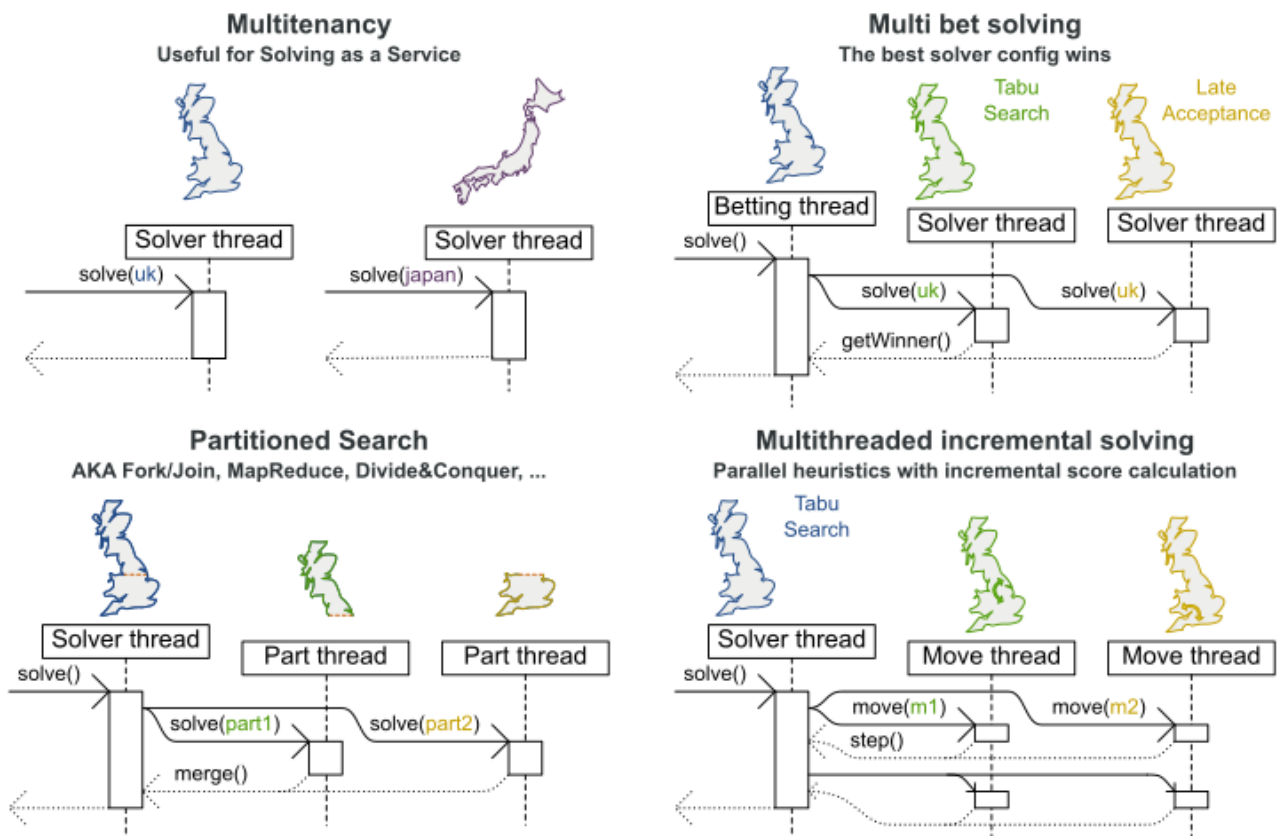 Multitenancy
Useful for Solving as a Service
Solver thread
Solver thread
solve(uk)
solve(japan)
Multi bet solving
The best solver config wins
Tabu
Search
Late
Acceptance
Betting thread
Solver thread
Solver thread
solve()
solve(uk)
solve(uk)
getWinner()
Partitioned Search
AKA Fork/Join, MapReduce, Divide&Conquer, ...
Solver thread
Part thread
Part thread
solve()
solve(part1)
solve(part2)
merge()
Multithreaded incremental solving
Parallel heuristics with incremental score calculation
Tabu
Search
Solver thread
Move thread
Move thread
solve()
move(m1)
move(m2)
step()